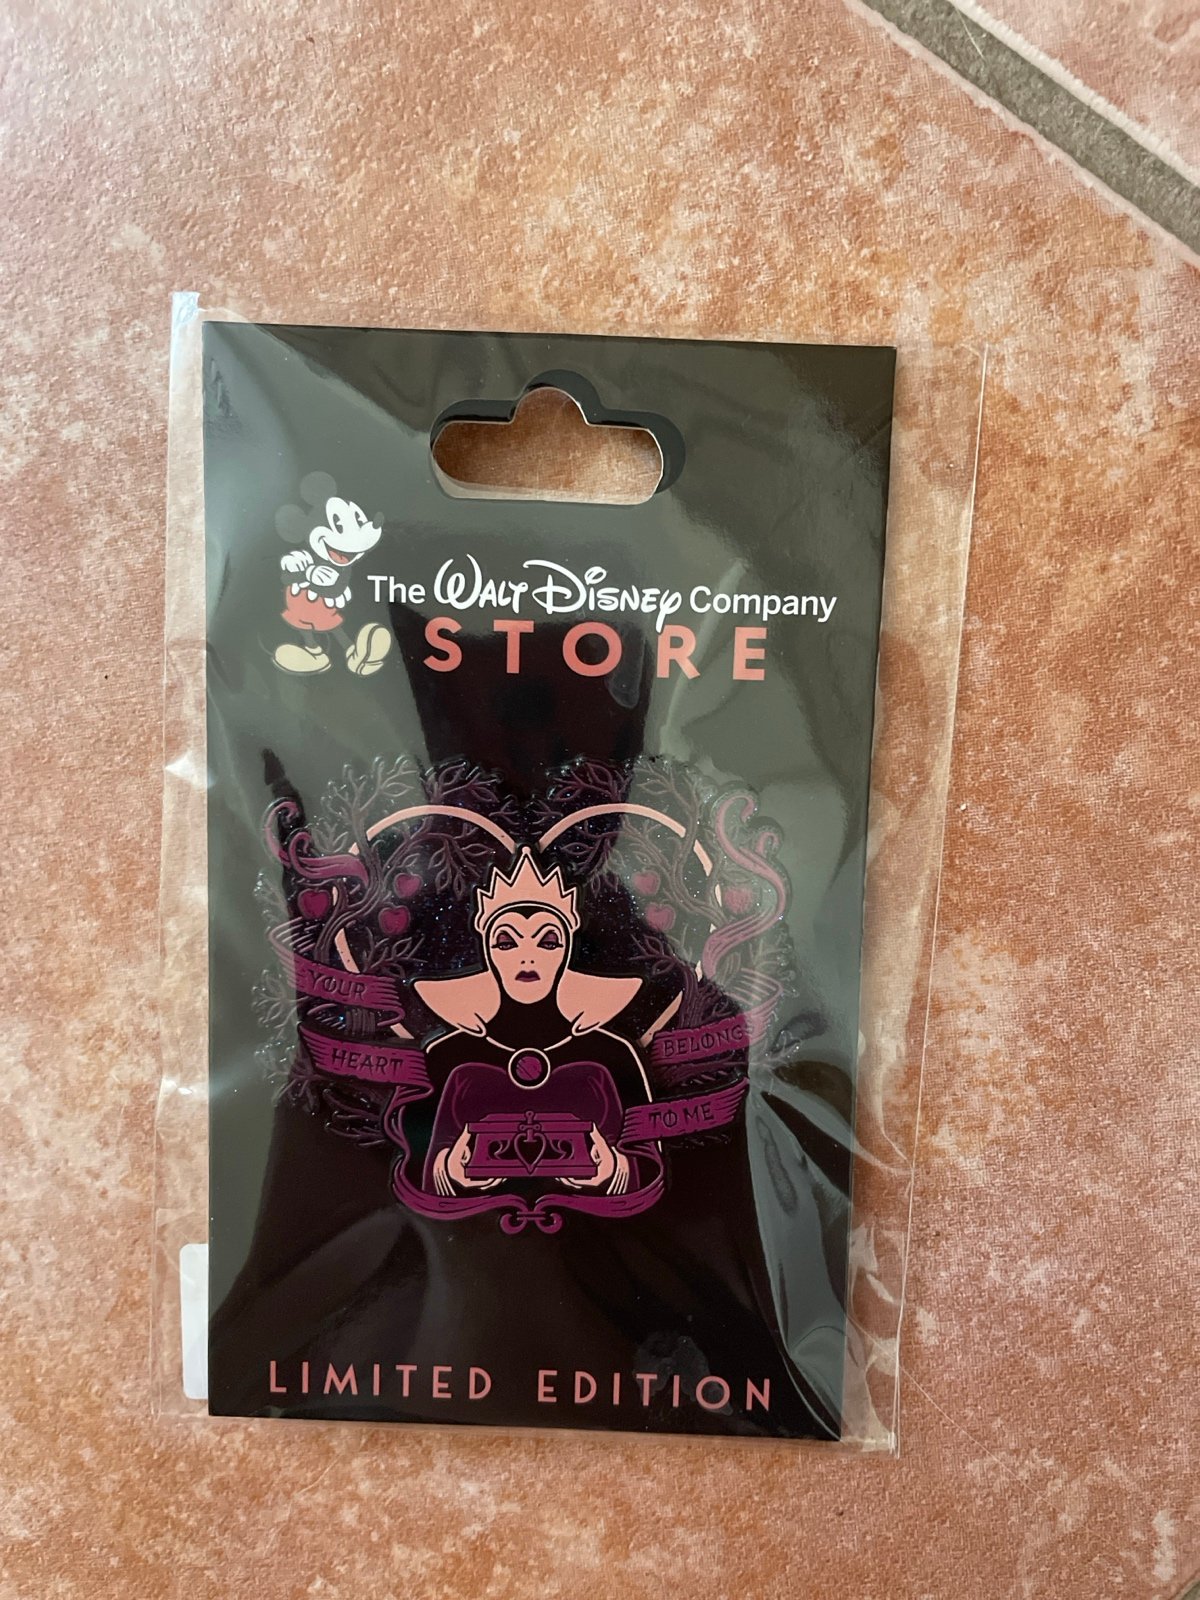 The WALT DISNEY Company
STORE
YOUR
HEART
BELONGS
TO ME
LIMITED EDITION